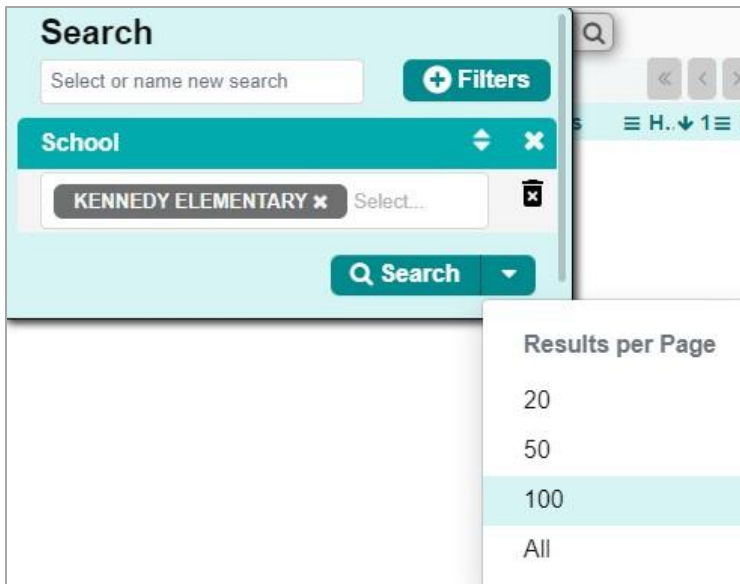 Search
Select or name new search
Filters
School
s H.. 1
KENNEDY ELEMENTARY Select...
Search
Results per Page
20
50
100
All